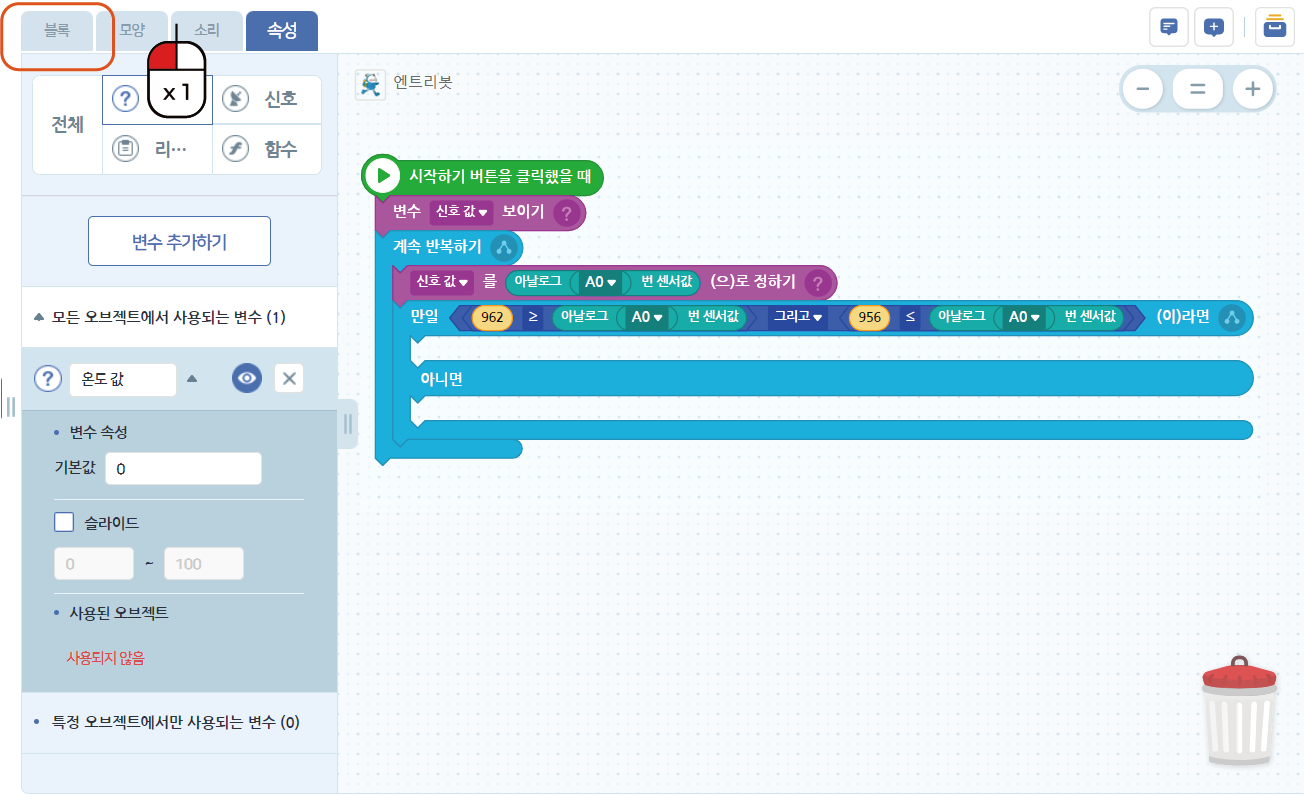 블록 모양 소리 속성
x 1
전체 ? 신호
리... 함수
변수 추가하기
모든 오브젝트에서 사용되는 변수 (1)
? 온도 값
변수 속성
기본값 0
슬라이드
0 ~ 100
사용된 오브젝트
사용되지 않음
특정 오브젝트에서만 사용되는 변수 (0)
엔트리봇
시작하기 버튼을 클릭했을 때
변수 신호 값 보이기 ?
계속 반복하기
신호 값 를 아날로그 A0 번 센서값 (으)로 정하기 ?
만일 962 ≥ 아날로그 A0 번 센서값 그리고 956 ≤ 아날로그 A0 번 센서값 (이)라면
아니면